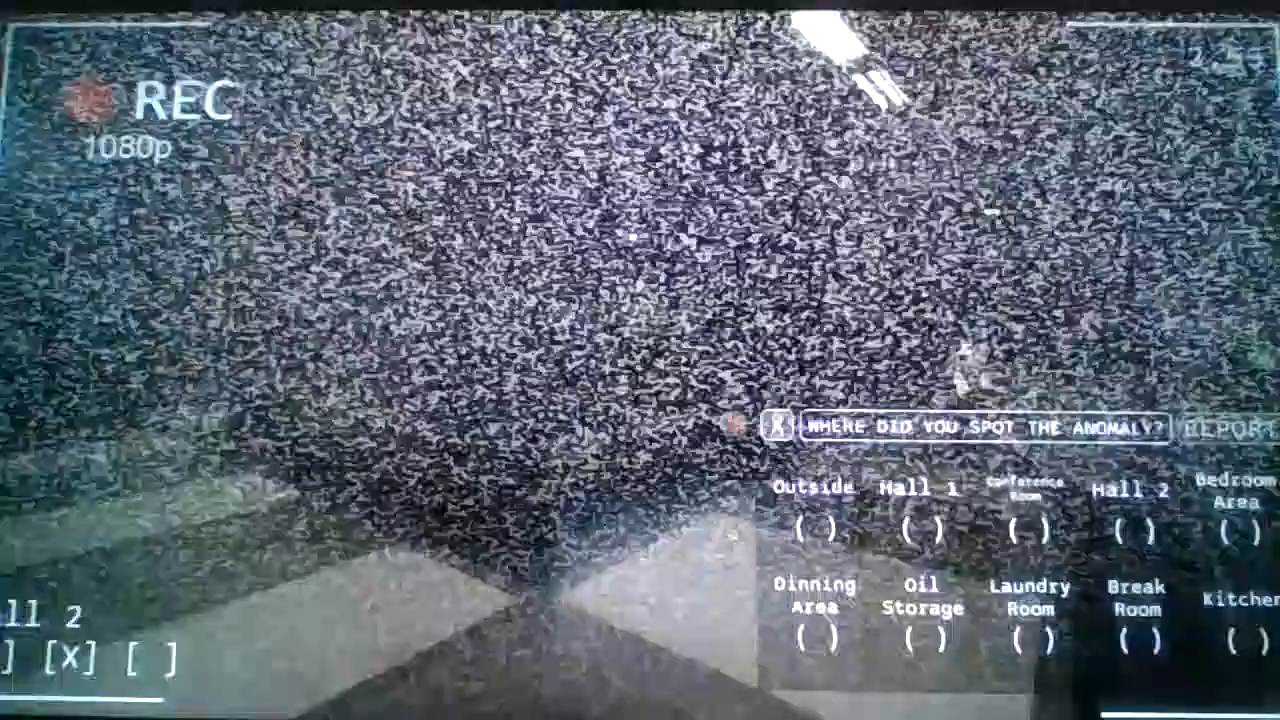 REC
1080p
X WHERE DID YOU SPOT THE ANOMALY? REPORT
Outside Hall 1 Conference Room Hall 2 Bedroom Area
( ) ( ) ( ) ( ) ( )
Dinning Area Oil Storage Laundry Room Break Room Kitchen
( ) ( ) ( ) ( ) ( )
ll 2
] [X] [ ]